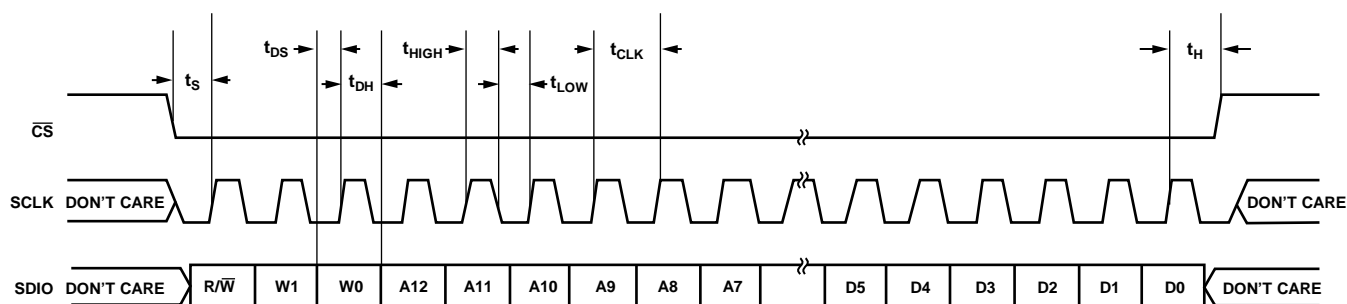 tDS
tHIGH
tCLK
tH
tS
tDH
tLOW
C̅S̅
SCLK DON'T CARE
DON'T CARE
SDIO DON'T CARE R/W̅ W1 W0 A12 A11 A10 A9 A8 A7 D5 D4 D3 D2 D1 D0 DON'T CARE